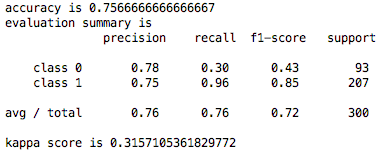 accuracy is 0.7566666666666667
evaluation summary is
precision recall f1-score support
class 0 0.78 0.30 0.43 93
class 1 0.75 0.96 0.85 207
avg / total 0.76 0.76 0.72 300
kappa score is 0.3157105361829772